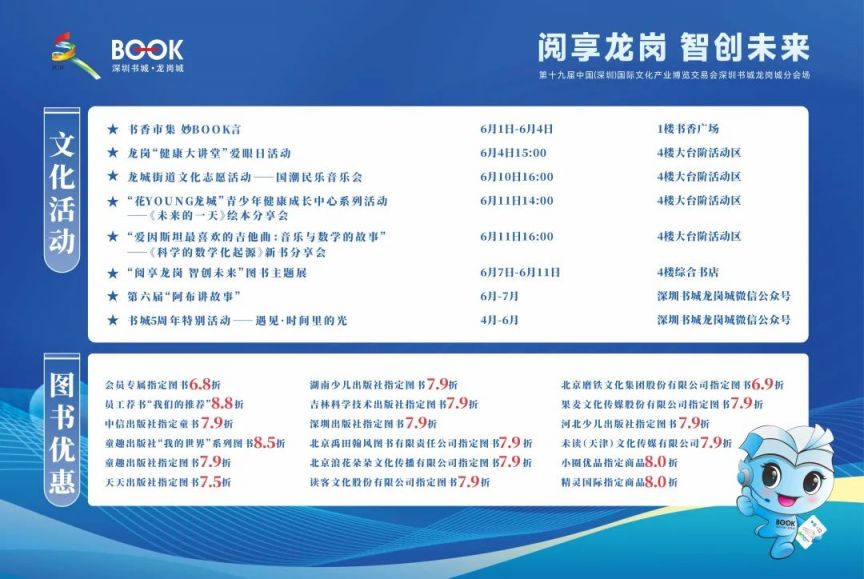 BOOK
深圳书城·龙岗城
阅享龙岗 智创未来
第十九届中国(深圳)国际文化产业博览交易会深圳书城龙岗城分会场
文化活动
★ 书香市集 妙BOOK言 6月1日-6月4日 1楼书香广场
★ 龙岗“健康大讲堂”爱眼日活动 6月4日15:00 4楼大台阶活动区
★ 龙城街道文化志愿活动——国潮民乐音乐会 6月10日16:00 4楼大台阶活动区
★ “花YOUNG龙城”青少年健康成长中心系列活动 6月11日14:00 4楼大台阶活动区
——《未来的一天》绘本分享会
★ “爱因斯坦最喜欢的吉他曲:音乐与数学的故事” 6月11日16:00 4楼大台阶活动区
——《科学的数学化起源》新书分享会
★ “阅享龙岗 智创未来”图书主题展 6月7日-6月11日 4楼综合书店
★ 第六届“阿布讲故事” 6月-7月 深圳书城龙岗城微信公众号
★ 书城5周年特别活动——遇见·时间里的光 4月-6月 深圳书城龙岗城微信公众号
图书优惠
会员专属指定图书6.8折 湖南少儿出版社指定图书7.9折 北京磨铁文化集团股份有限公司指定图书6.9折
员工荐书“我们的推荐”8.8折 吉林科学技术出版社指定图书7.9折 果麦文化传媒股份有限公司指定图书7.9折
中信出版社指定童书7.9折 深圳出版社指定图书7.9折 河北少儿出版社指定图书7.9折
童趣出版社“我的世界”系列图书8.5折 北京禹田翰风图书有限责任公司指定图书7.9折 未读(天津)文化传媒有限公司7.9折
童趣出版社指定图书7.9折 北京浪花朵朵文化传播有限公司指定图书7.9折 小圈优品指定商品8.0折
天天出版社指定图书7.5折 读客文化股份有限公司指定图书7.9折 精灵国际指定商品8.0折
BOOK